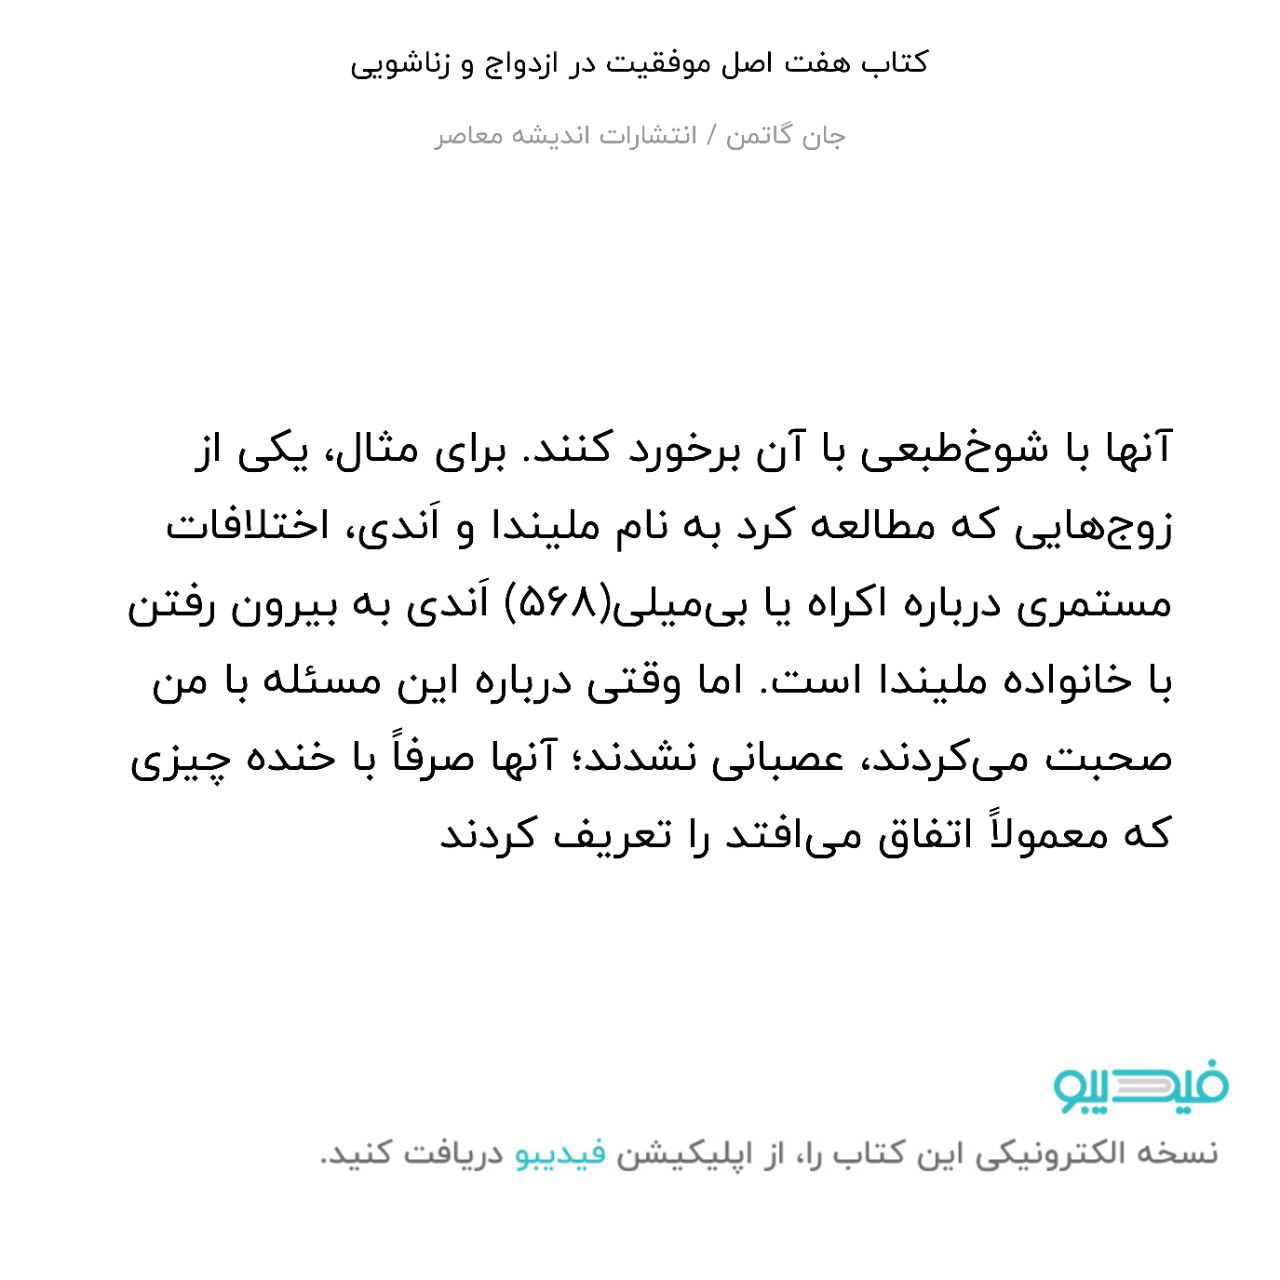 کتاب هفت اصل موفقیت در ازدواج و زناشویی
جان گاتمن / انتشارات اندیشه معاصر
آنها با شوخ‌طبعی با آن برخورد کنند. برای مثال، یکی از
زوج‌هایی که مطالعه کرد به نام ملیندا و اَندی، اختلافات
مستمری درباره اکراه یا بی‌میلی(۵۶۸) اَندی به بیرون رفتن
با خانواده ملیندا است. اما وقتی درباره این مسئله با من
صحبت می‌کردند، عصبانی نشدند؛ آنها صرفاً با خنده چیزی
که معمولاً اتفاق می‌افتد را تعریف کردند
فیدیبو
نسخه الکترونیکی این کتاب را، از اپلیکیشن فیدیبو دریافت کنید.